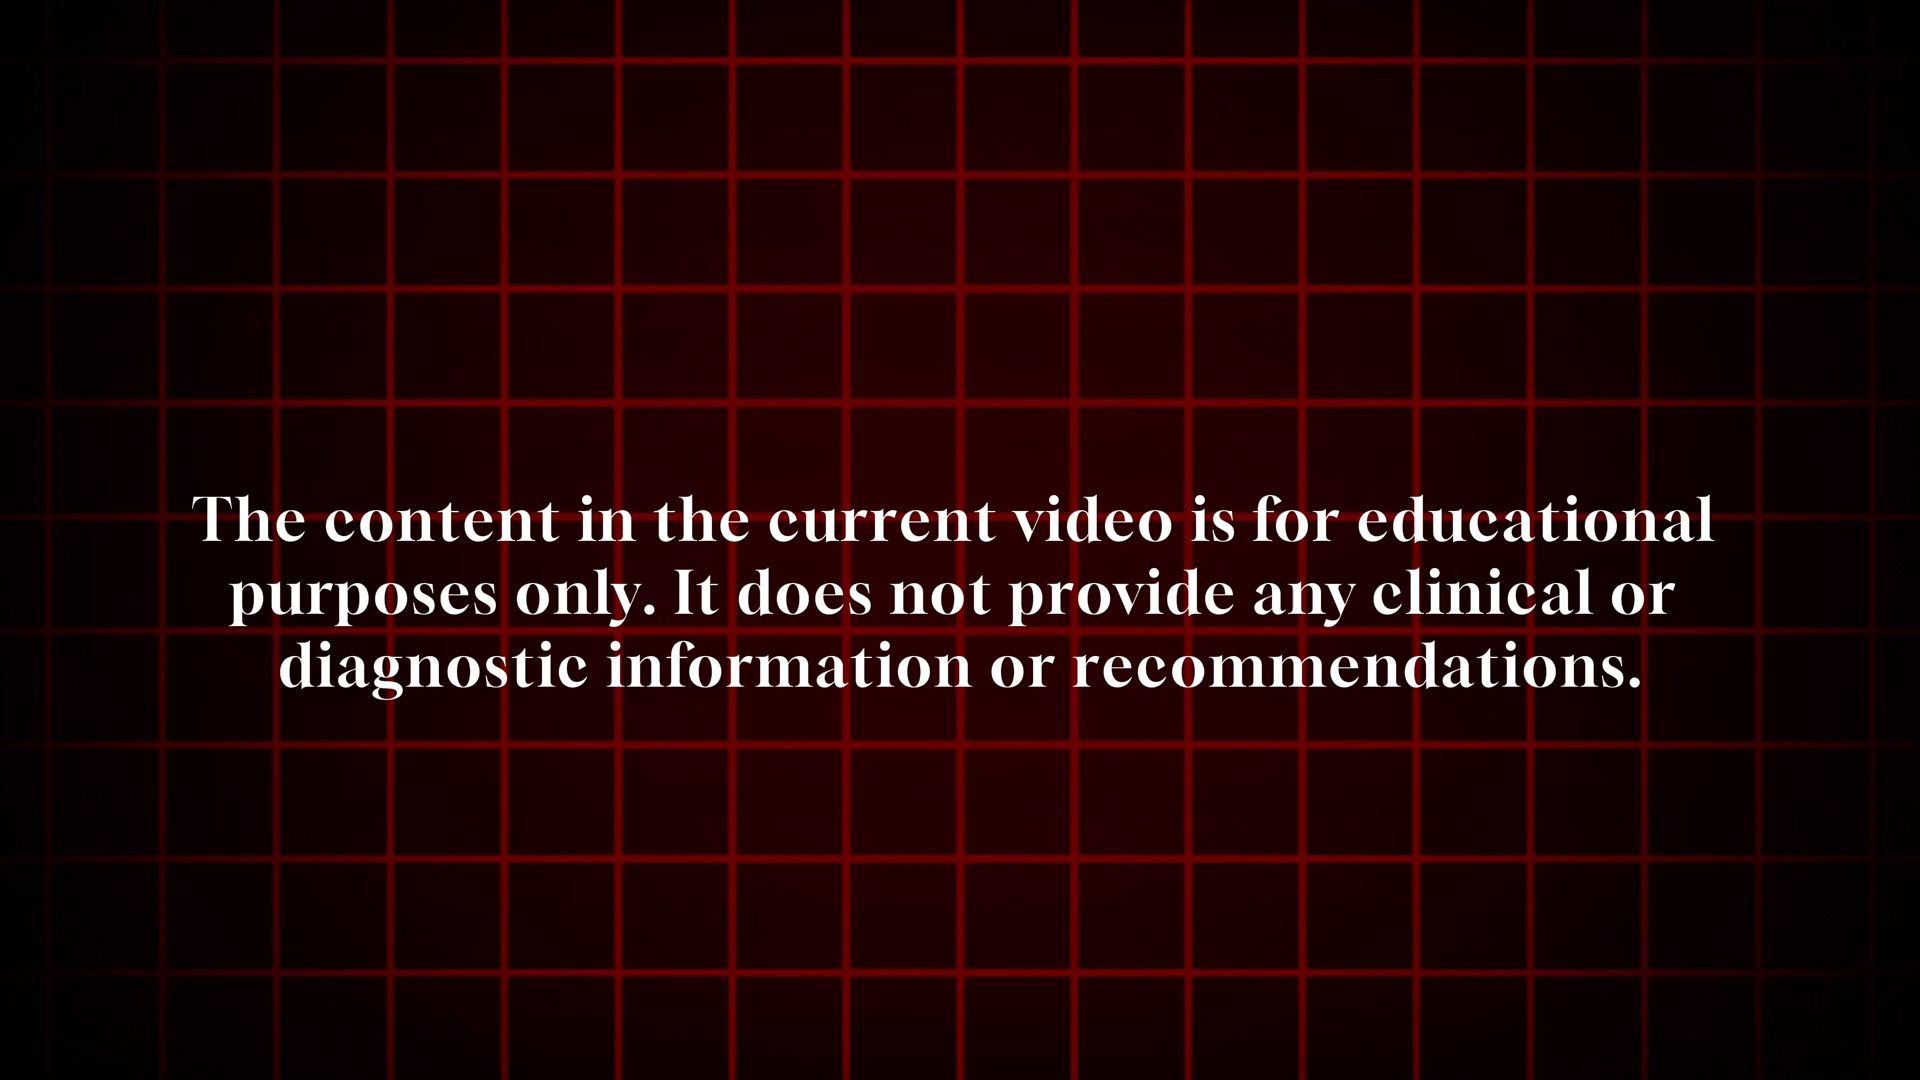 The content in the current video is for educational
purposes only. It does not provide any clinical or
diagnostic information or recommendations.